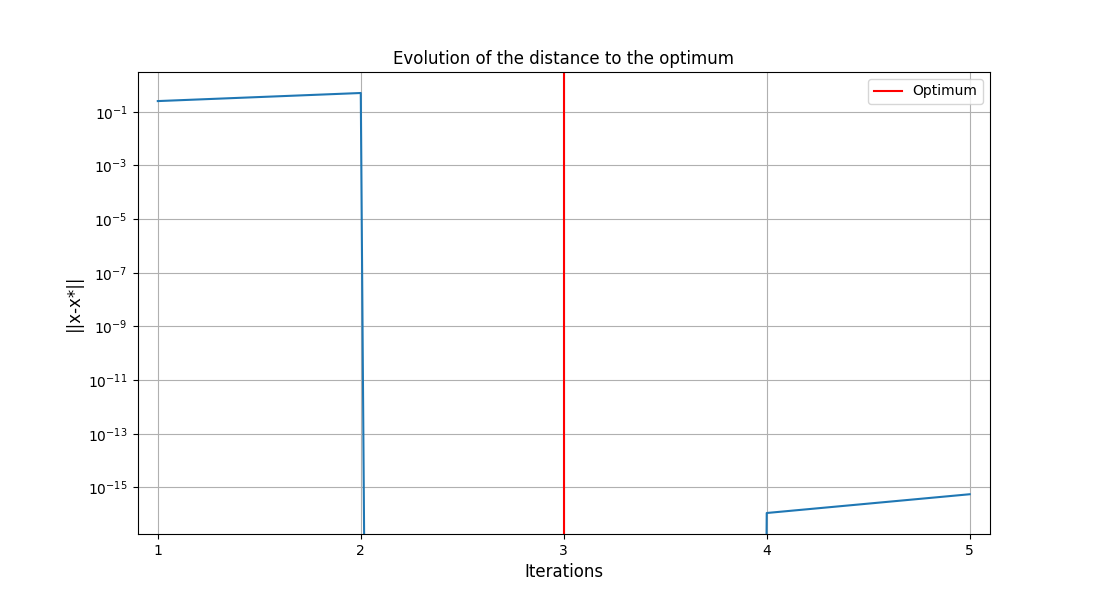 Evolution of the distance to the optimum
Optimum
||x-x*||
10⁻¹
10⁻³
10⁻⁵
10⁻⁷
10⁻⁹
10⁻¹¹
10⁻¹³
10⁻¹⁵
1 2 3 4 5
Iterations